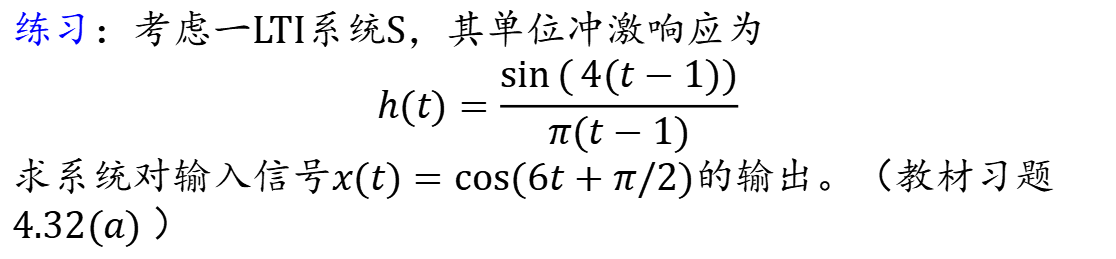 练习：考虑一LTI系统S，其单位冲激响应为
h(t) = sin ( 4(t − 1)) / π(t − 1)
求系统对输入信号x(t) = cos(6t + π/2)的输出。（教材习题
4.32(a) ）